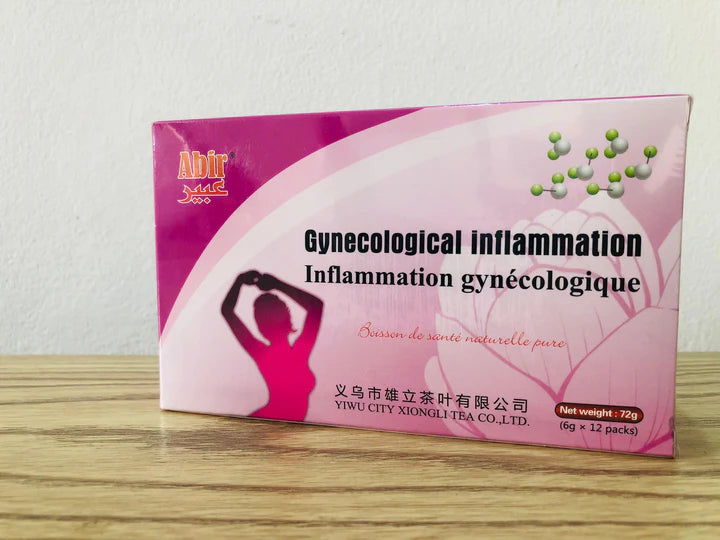 Abir®
عبير
Gynecological inflammation
Inflammation gynécologique
Boisson de santé naturelle pure
义乌市雄立茶叶有限公司
YIWU CITY XIONGLI TEA CO.,LTD.
Net weight : 72g
(6g × 12 packs)